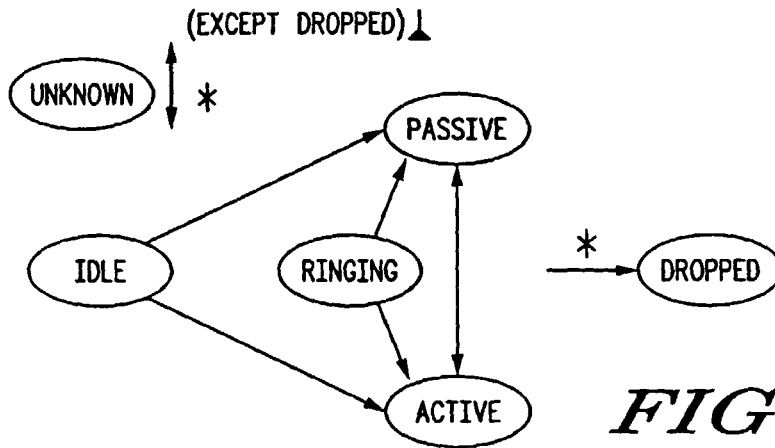 (EXCEPT DROPPED)
UNKNOWN
*
PASSIVE
IDLE
RINGING
*
DROPPED
ACTIVE
FIG